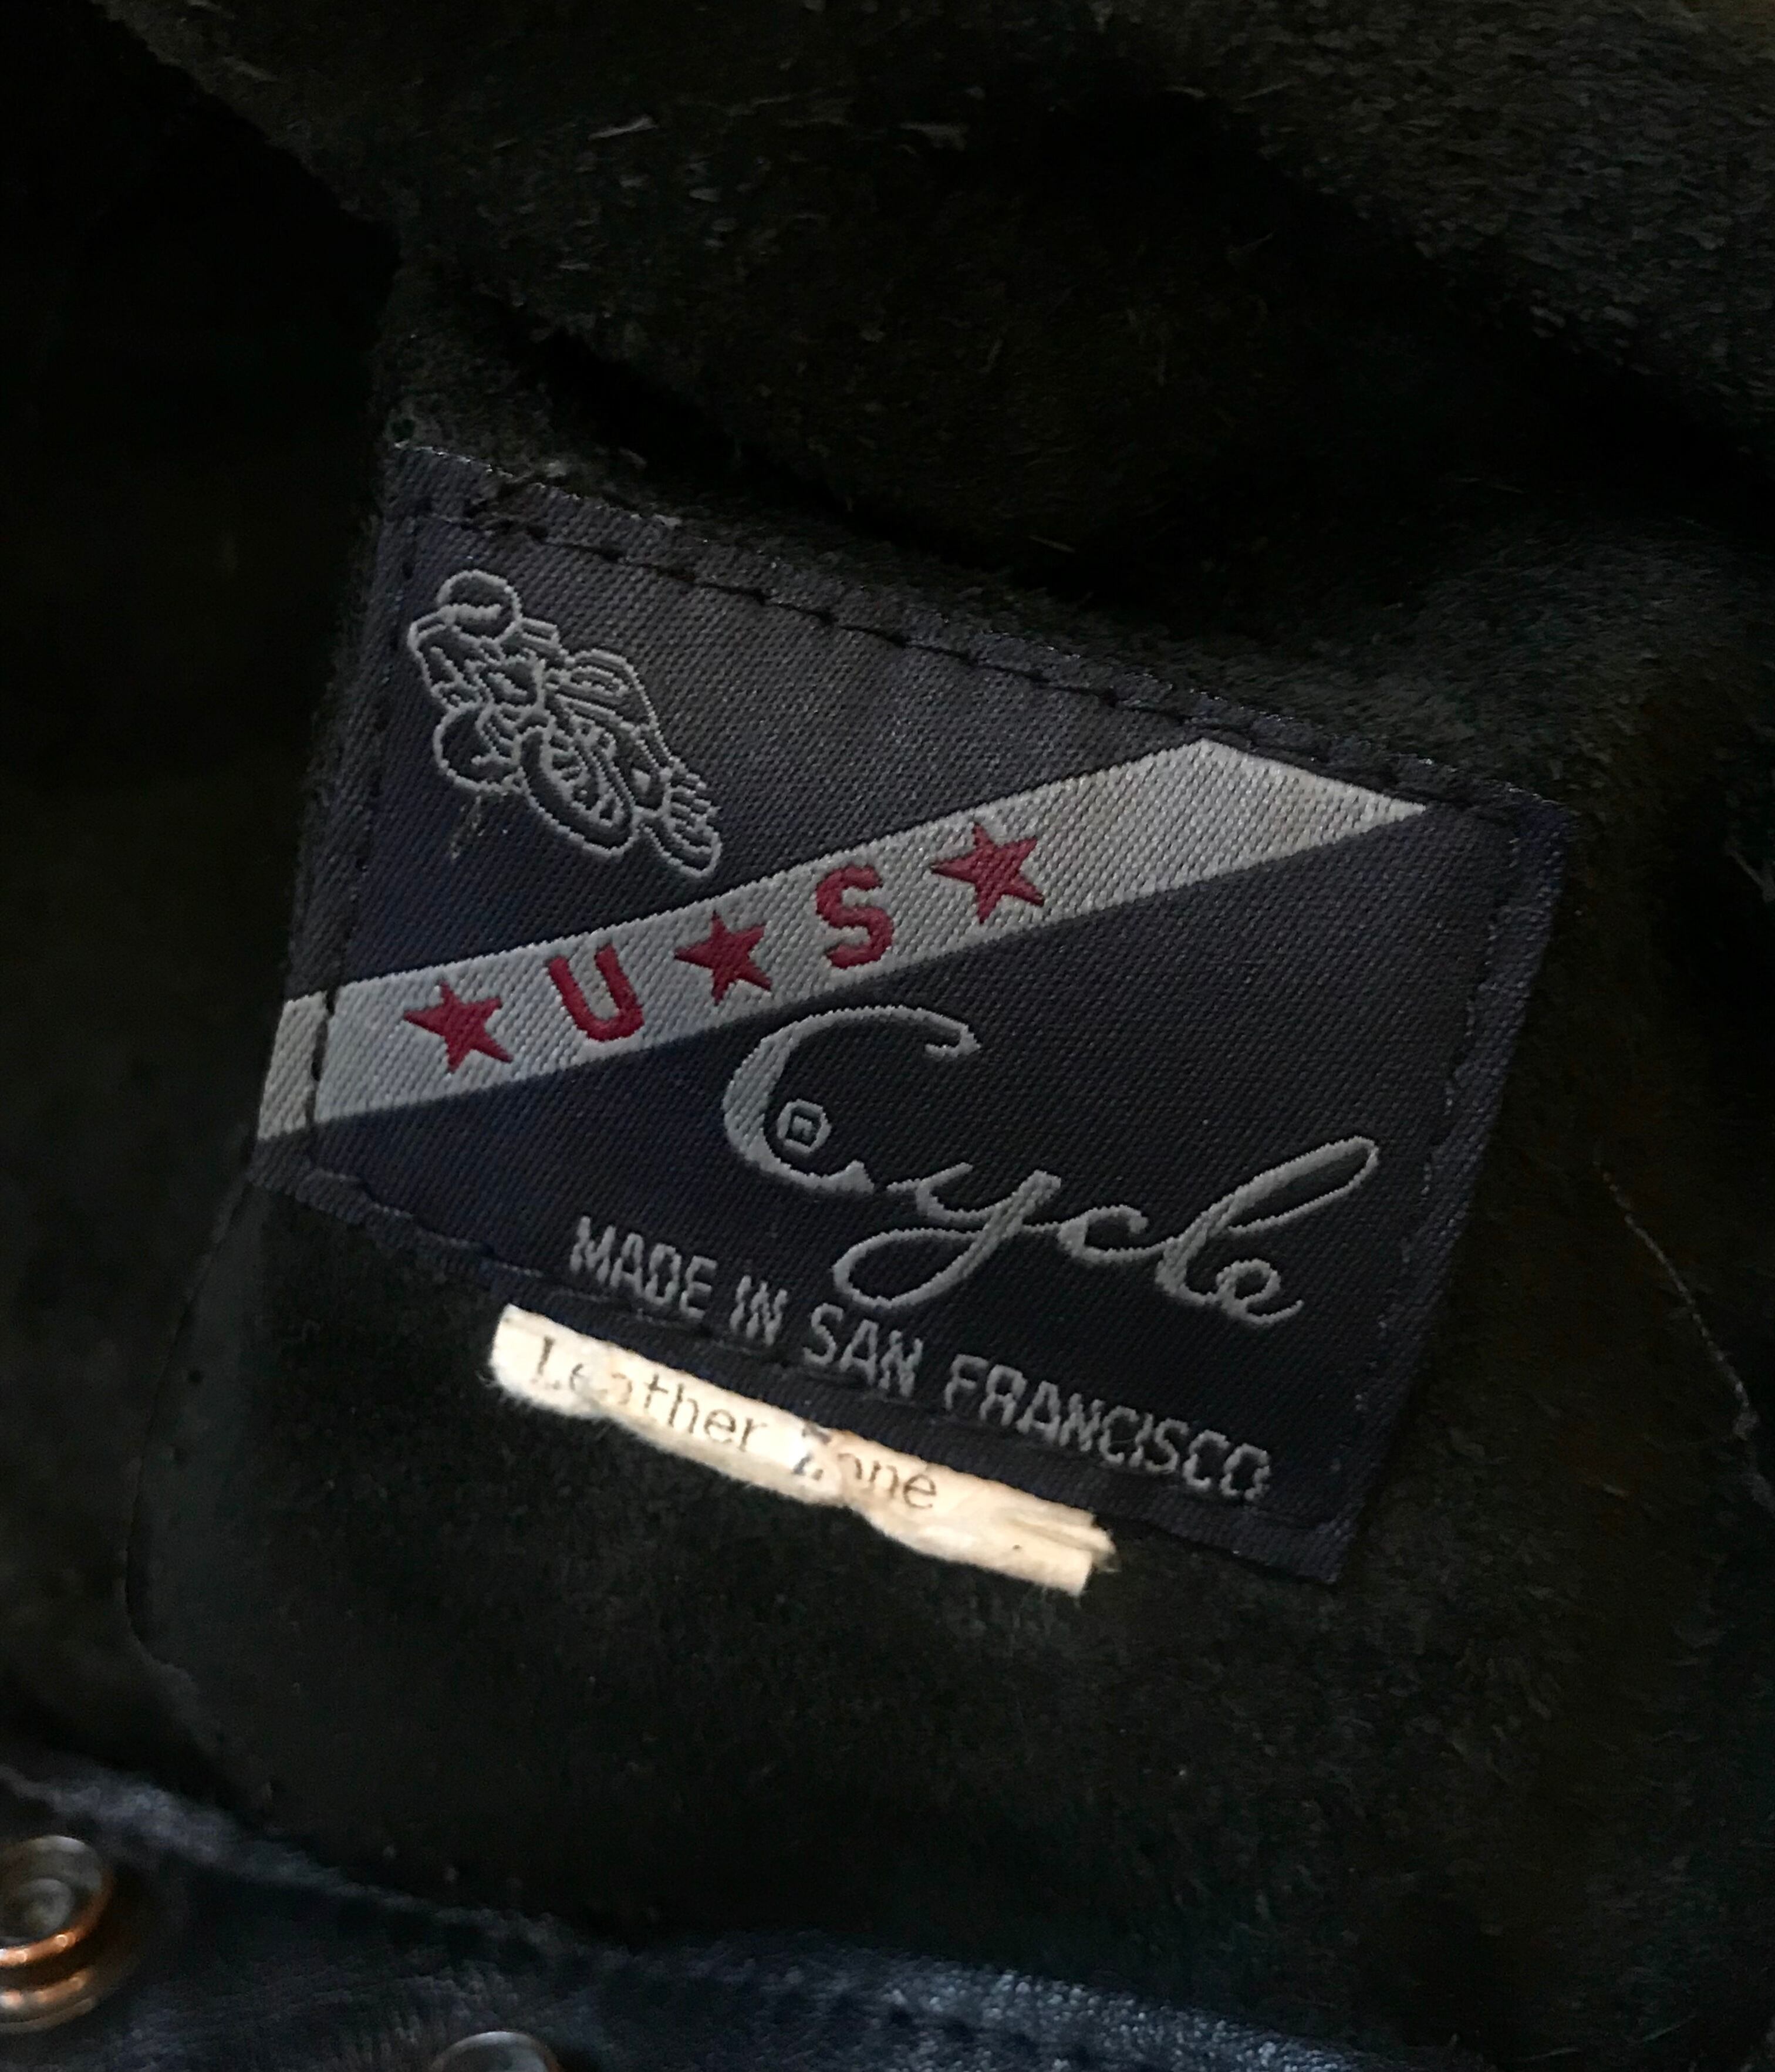 ★ U ★ S ★
Cycle
®
MADE IN SAN FRANCISCO
Leather Zone